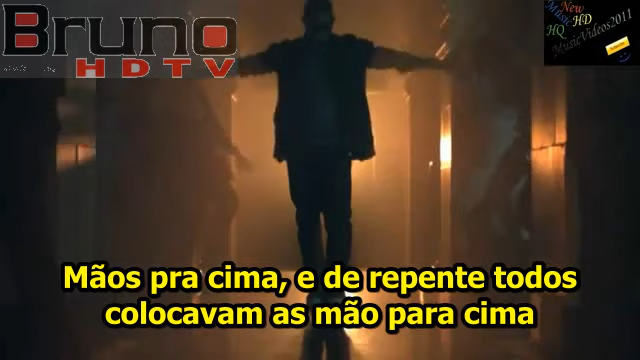 Bruno
HDTV
New
Music HD
HQ
MusicVideos2011
Mãos pra cima, e de repente todos
colocavam as mão para cima